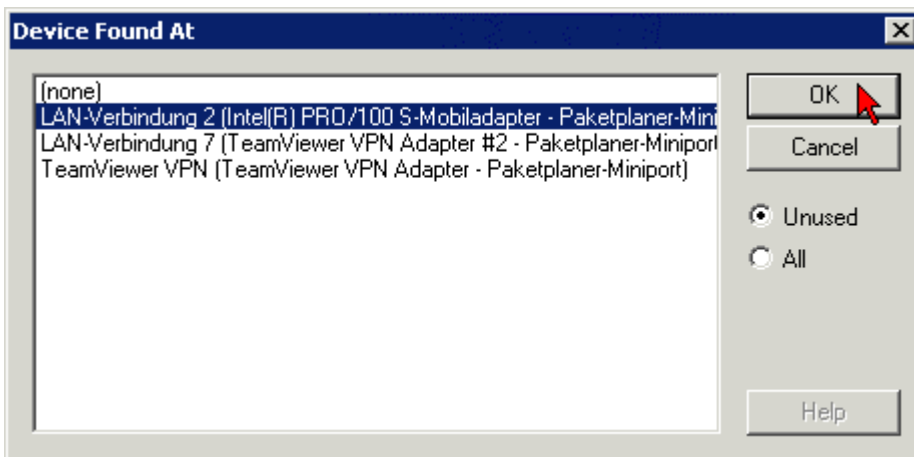 Device Found At
(none)
LAN-Verbindung 2 (Intel(R) PRO/100 S-Mobiladapter - Paketplaner-Mini
LAN-Verbindung 7 (TeamViewer VPN Adapter #2 - Paketplaner-Miniport
TeamViewer VPN (TeamViewer VPN Adapter - Paketplaner-Miniport)
OK
Cancel
Unused
All
Help